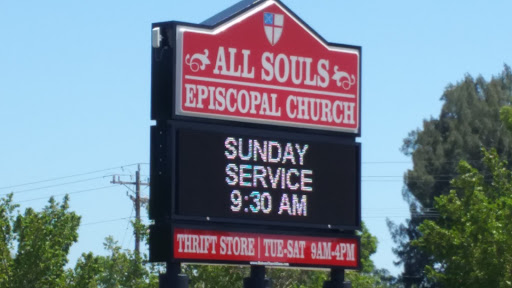 ALL SOULS
EPISCOPAL CHURCH
SUNDAY
SERVICE
9:30 AM
THRIFT STORE | TUE-SAT 9AM-4PM